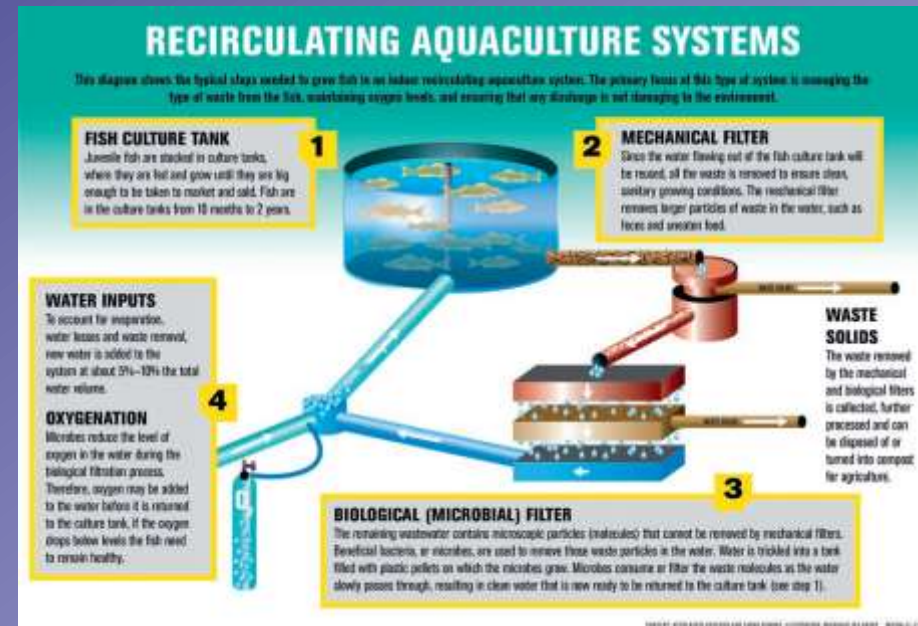 RECIRCULATING AQUACULTURE SYSTEMS
This diagram shows the typical steps needed to grow fish in an indoor recirculating aquaculture system. The primary focus of this type of system is managing the
type of waste from the fish, maintaining oxygen levels, and ensuring that any discharge is not damaging to the environment.
1
FISH CULTURE TANK
Juvenile fish are stocked in culture tanks,
where they are fed and grow until they are big
enough to be taken to market and sold. Fish are
in the culture tanks from 10 months to 2 years.
2
MECHANICAL FILTER
Since the water flowing out of the fish culture tank will
be reused, all the waste is removed to ensure clean,
sanitary growing conditions. The mechanical filter
removes larger particles of waste in the water, such as
feces and uneaten feed.
WASTE
SOLIDS
The waste removed
by the mechanical
and biological filters
is collected, further
processed and can
be disposed of or
turned into compost
for agriculture.
3
BIOLOGICAL (MICROBIAL) FILTER
The remaining wastewater contains microscopic particles (molecules) that cannot be removed by mechanical filters.
Beneficial bacteria, or microbes, are used to remove those waste particles in the water. Water is trickled into a tank
filled with plastic pellets on which the microbes grow. Microbes consume or filter the waste molecules as the water
slowly passes through, resulting in clean water that is now ready to be returned to the culture tank (see step 1).
4
WATER INPUTS
To account for evaporation,
water losses and waste removal,
new water is added to the
system at about 5%–10% the total
water volume.
OXYGENATION
Microbes reduce the level of
oxygen in the water during the
biological filtration process.
Therefore, oxygen may be added
to the water before it is returned
to the culture tank, if the oxygen
drops below levels the fish need
to remain healthy.